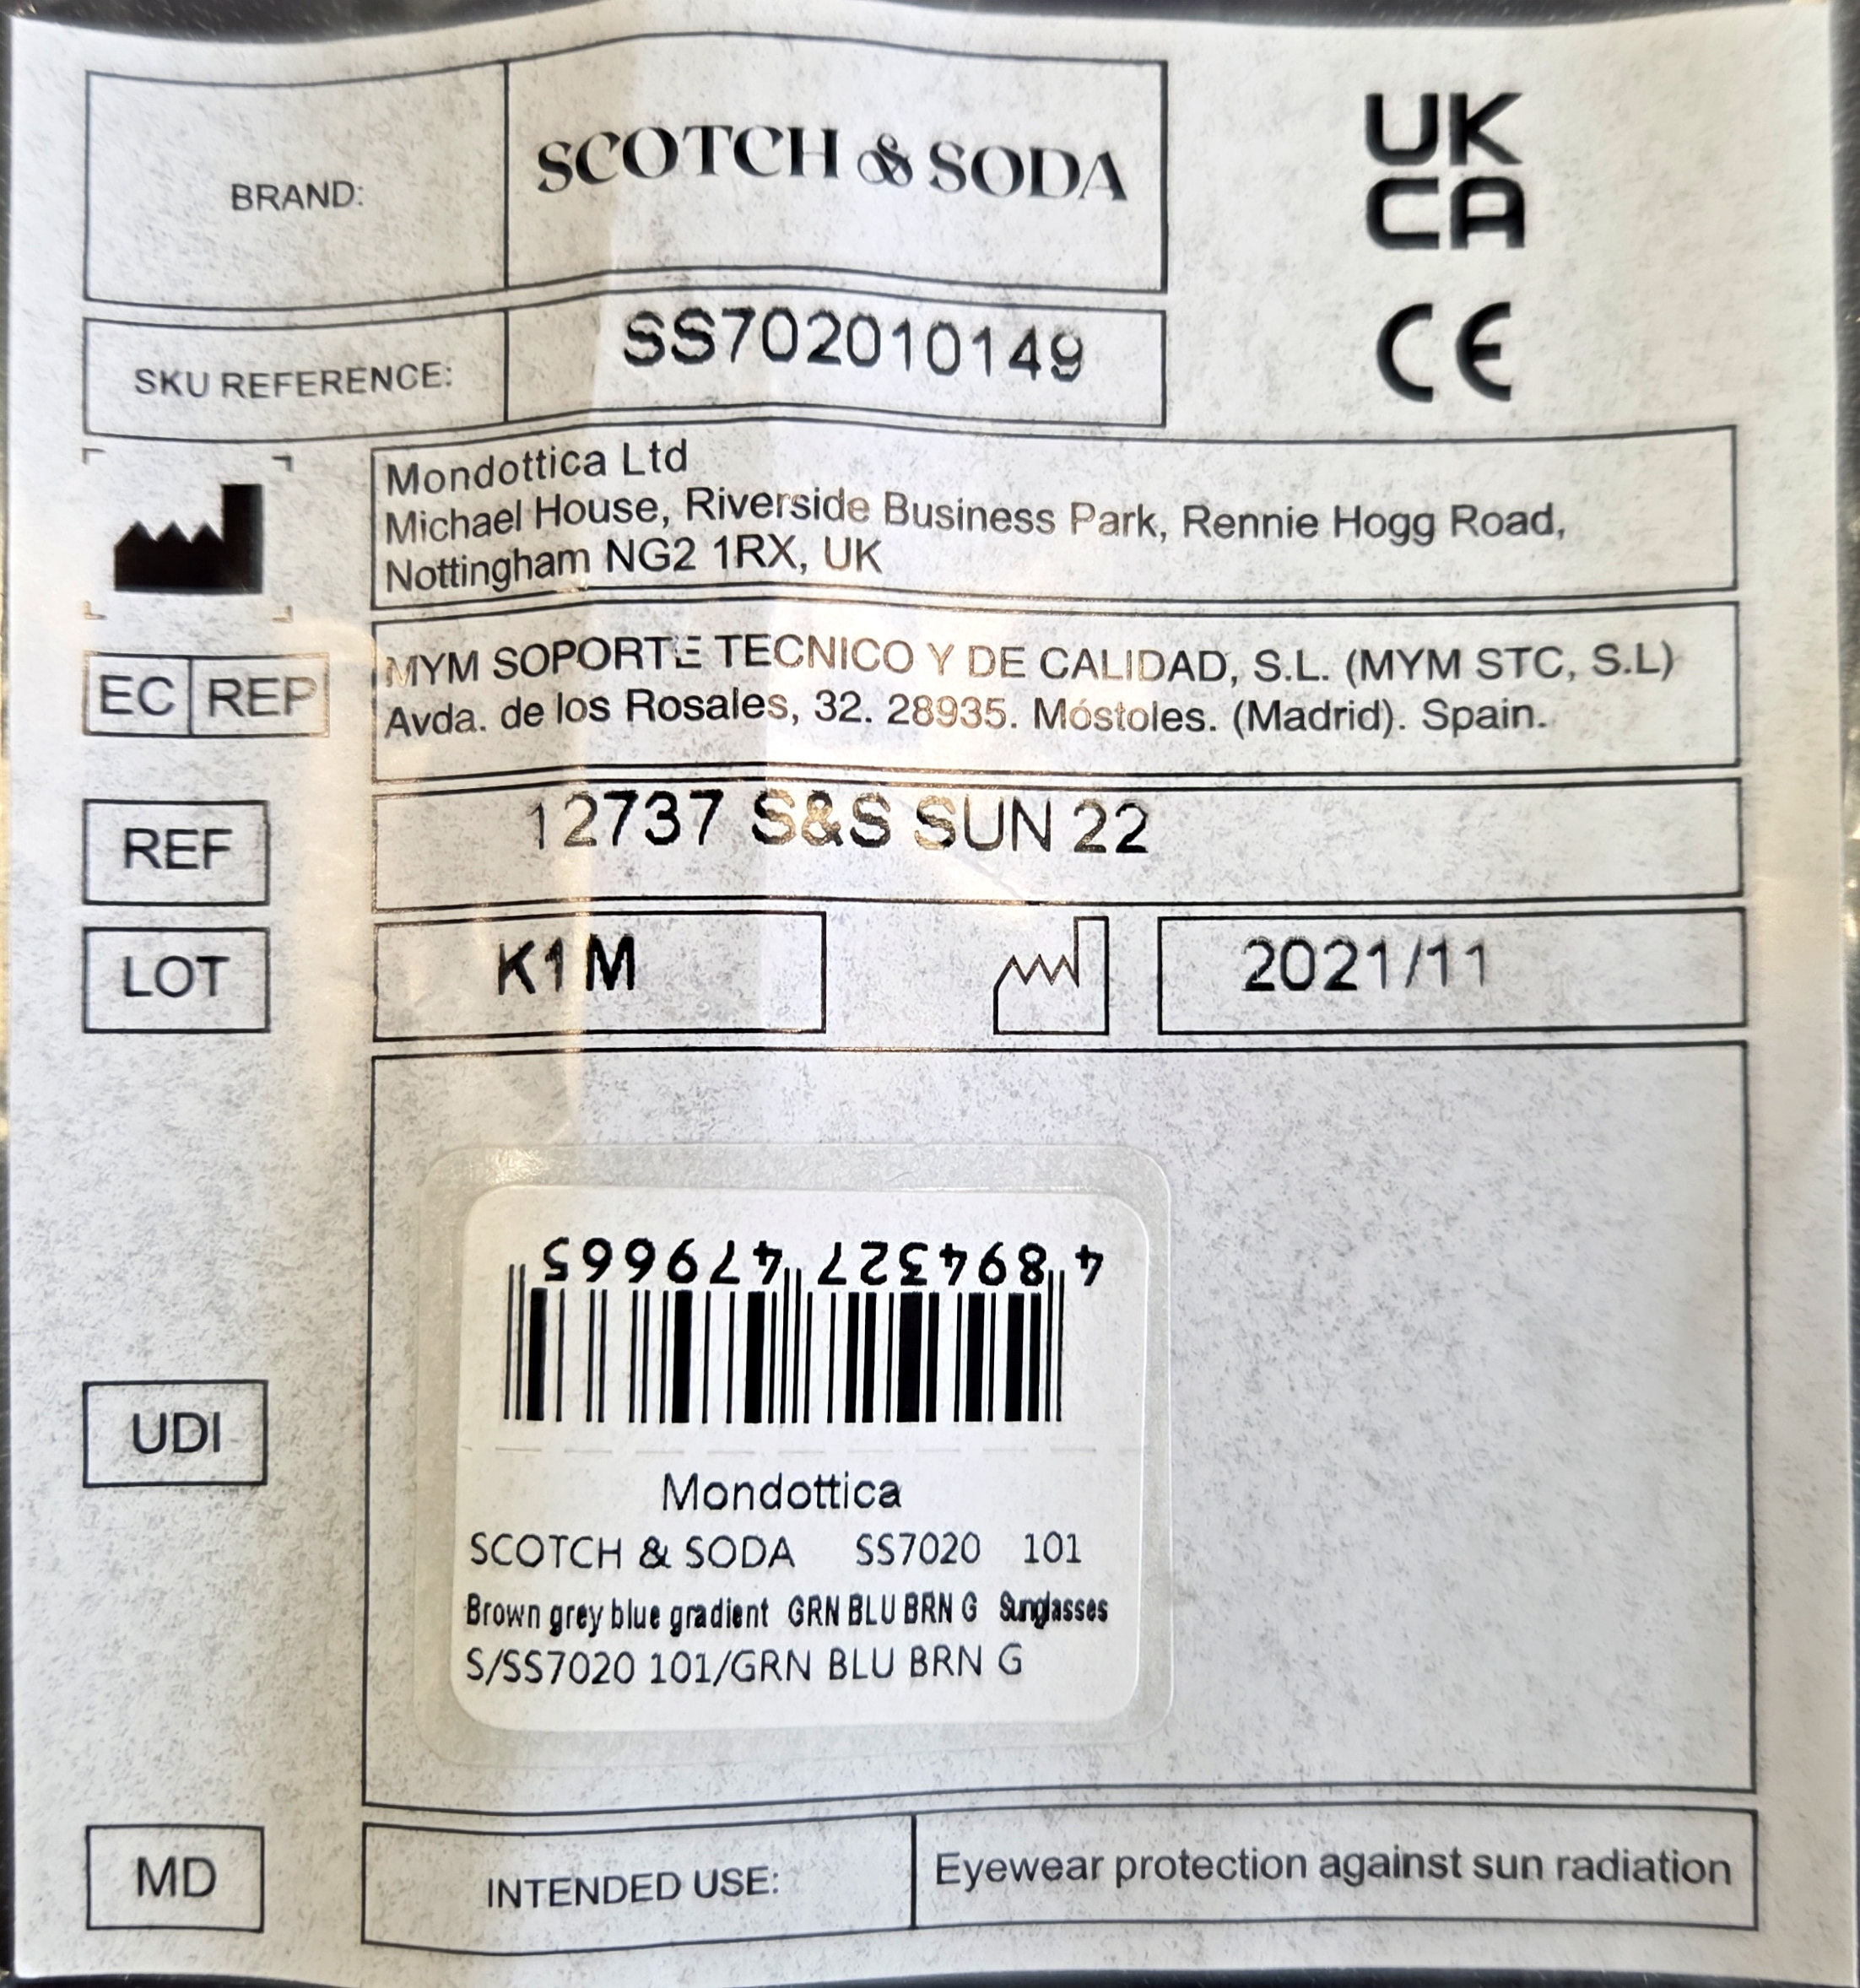 BRAND:
SCOTCH & SODA
UK
CA
CE
SKU REFERENCE:
SS702010149
Mondottica Ltd
Michael House, Riverside Business Park, Rennie Hogg Road,
Nottingham NG2 1RX, UK
EC REP
MYM SOPORTE TECNICO Y DE CALIDAD, S.L. (MYM STC, S.L)
Avda. de los Rosales, 32. 28935. Móstoles. (Madrid). Spain.
REF
12737 S&S SUN 22
LOT
K1M
2021/11
UDI
4 894327 479665
Mondottica
SCOTCH & SODA SS7020 101
Brown grey blue gradient GRN BLU BRN G Sunglasses
S/SS7020 101/GRN BLU BRN G
MD
INTENDED USE:
Eyewear protection against sun radiation